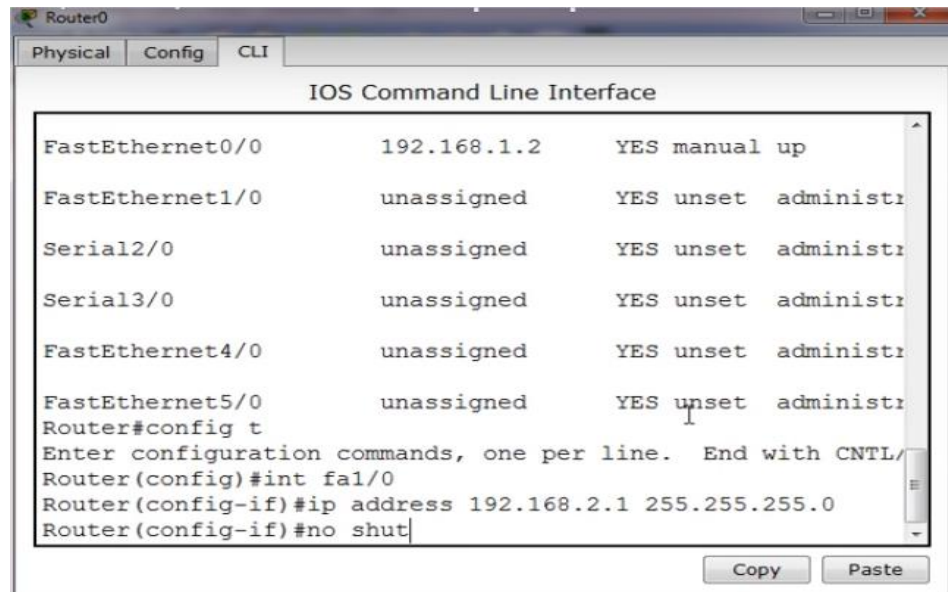 Router0
Physical Config CLI
IOS Command Line Interface
FastEthernet0/0 192.168.1.2 YES manual up
FastEthernet1/0 unassigned YES unset administr
Serial2/0 unassigned YES unset administr
Serial3/0 unassigned YES unset administr
FastEthernet4/0 unassigned YES unset administr
FastEthernet5/0 unassigned YES unset administr
Router#config t
Enter configuration commands, one per line. End with CNTL/
Router(config)#int fa1/0
Router(config-if)#ip address 192.168.2.1 255.255.255.0
Router(config-if)#no shut
Copy Paste